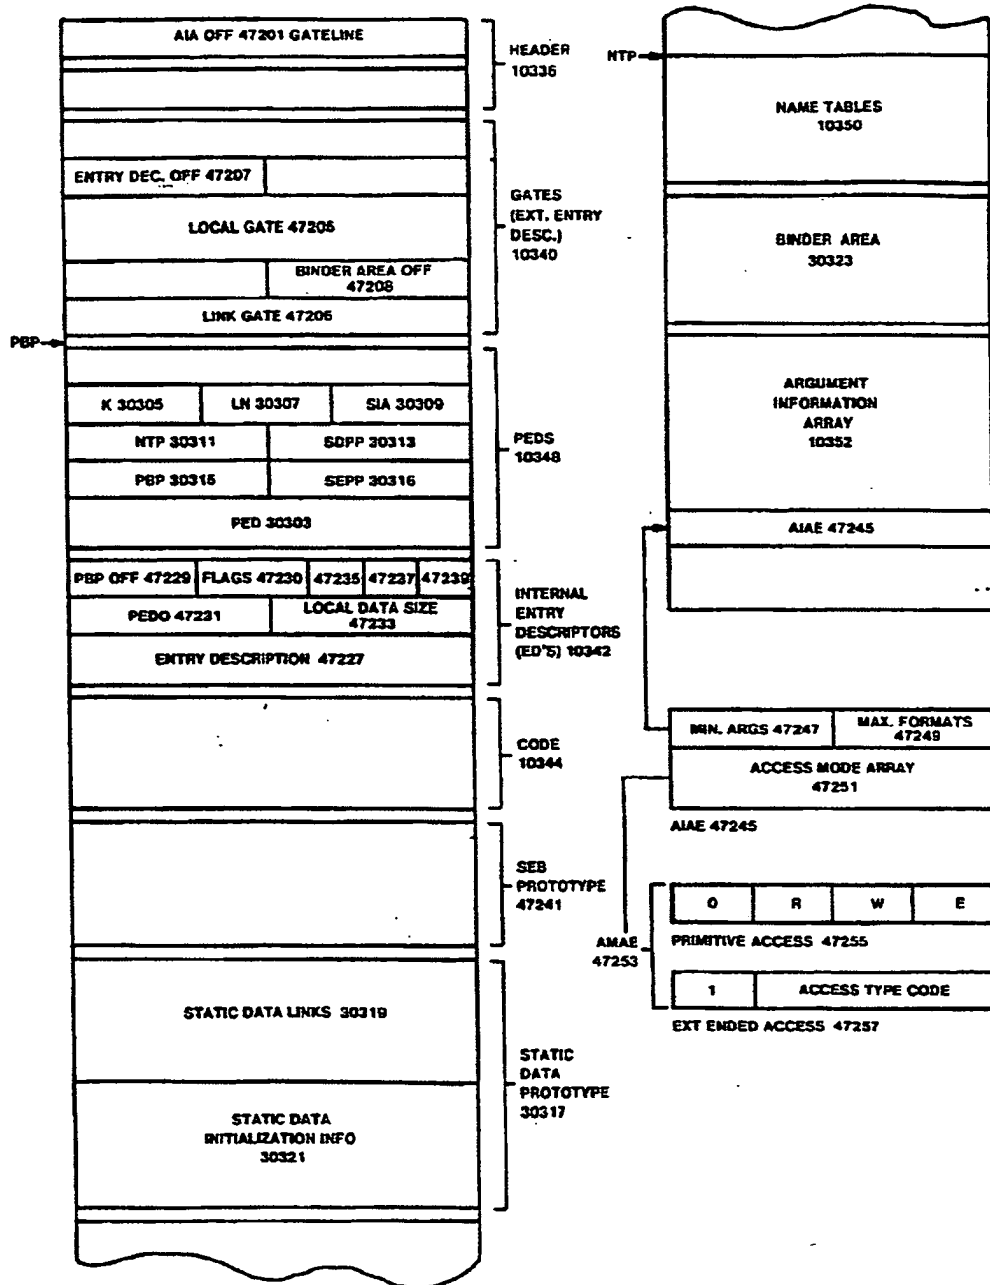 AIA OFF 47201 GATELINE
HEADER
10336
ENTRY DEC. OFF 47207
LOCAL GATE 47205
BINDER AREA OFF
47208
LINK GATE 47206
GATES
(EXT. ENTRY
DESC.)
10340
PBP
K 30305
LN 30307
SIA 30309
NTP 30311
SDPP 30313
PBP 30315
SEPP 30316
PED 30303
PEDS
10348
PBP OFF 47229
FLAGS 47230
47235
47237
47239
PEDO 47231
LOCAL DATA SIZE
47233
ENTRY DESCRIPTION 47227
INTERNAL
ENTRY
DESCRIPTORS
(ED'S) 10342
CODE
10344
SEB
PROTOTYPE
47241
STATIC DATA LINKS 30319
STATIC DATA
INITIALIZATION INFO
30321
STATIC
DATA
PROTOTYPE
30317
NTP
NAME TABLES
10350
BINDER AREA
30323
ARGUMENT
INFORMATION
ARRAY
10352
AIAE 47245
MIN. ARGS 47247
MAX. FORMATS
47249
ACCESS MODE ARRAY
47251
AIAE 47245
AMAE
47253
O
R
W
E
PRIMITIVE ACCESS 47255
1
ACCESS TYPE CODE
EXT ENDED ACCESS 47257